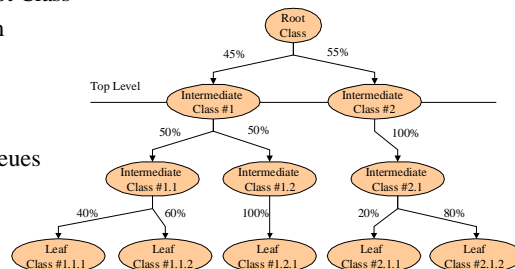 Root
Class
45%
55%
Top Level
Intermediate
Class #1
Intermediate
Class #2
50%
50%
100%
Intermediate
Class #1.1
Intermediate
Class #1.2
Intermediate
Class #2.1
40%
60%
100%
20%
80%
Leaf
Class #1.1.1
Leaf
Class #1.1.2
Leaf
Class #1.2.1
Leaf
Class #2.1.1
Leaf
Class #2.1.2